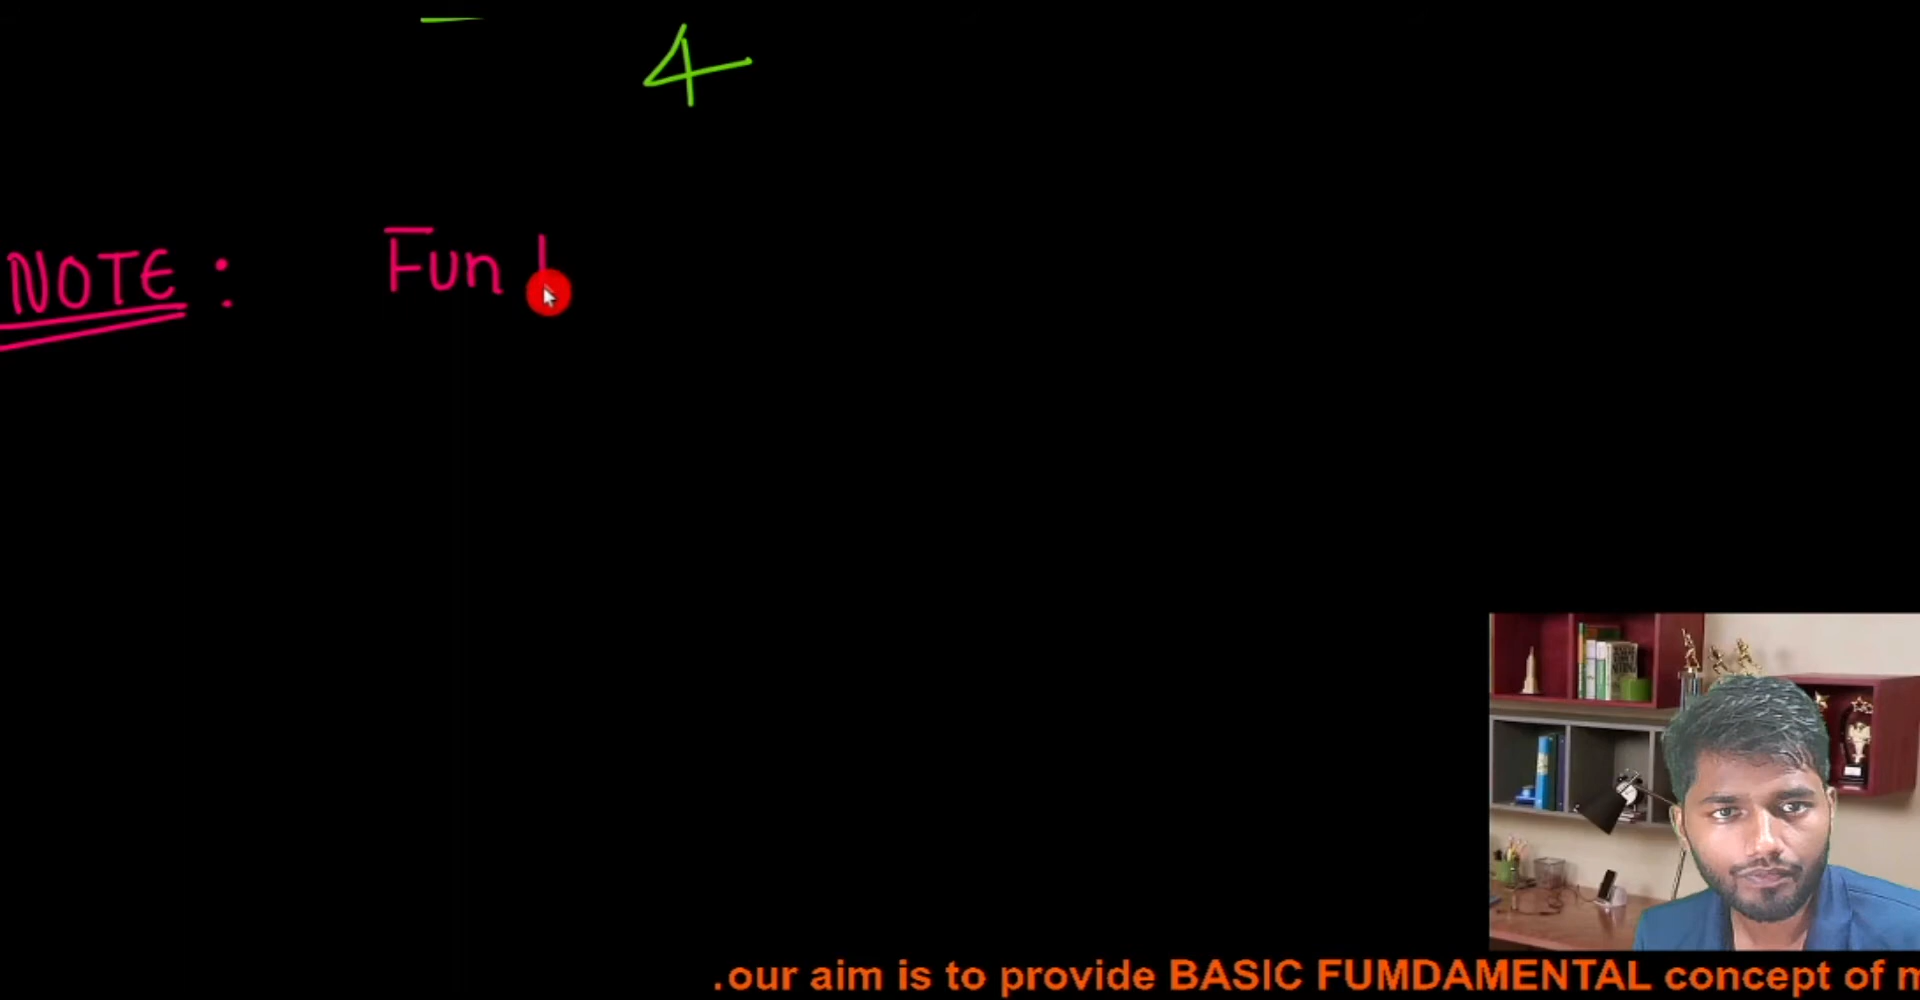 4
NOTE : Fun
.our aim is to provide BASIC FUMDAMENTAL concept of